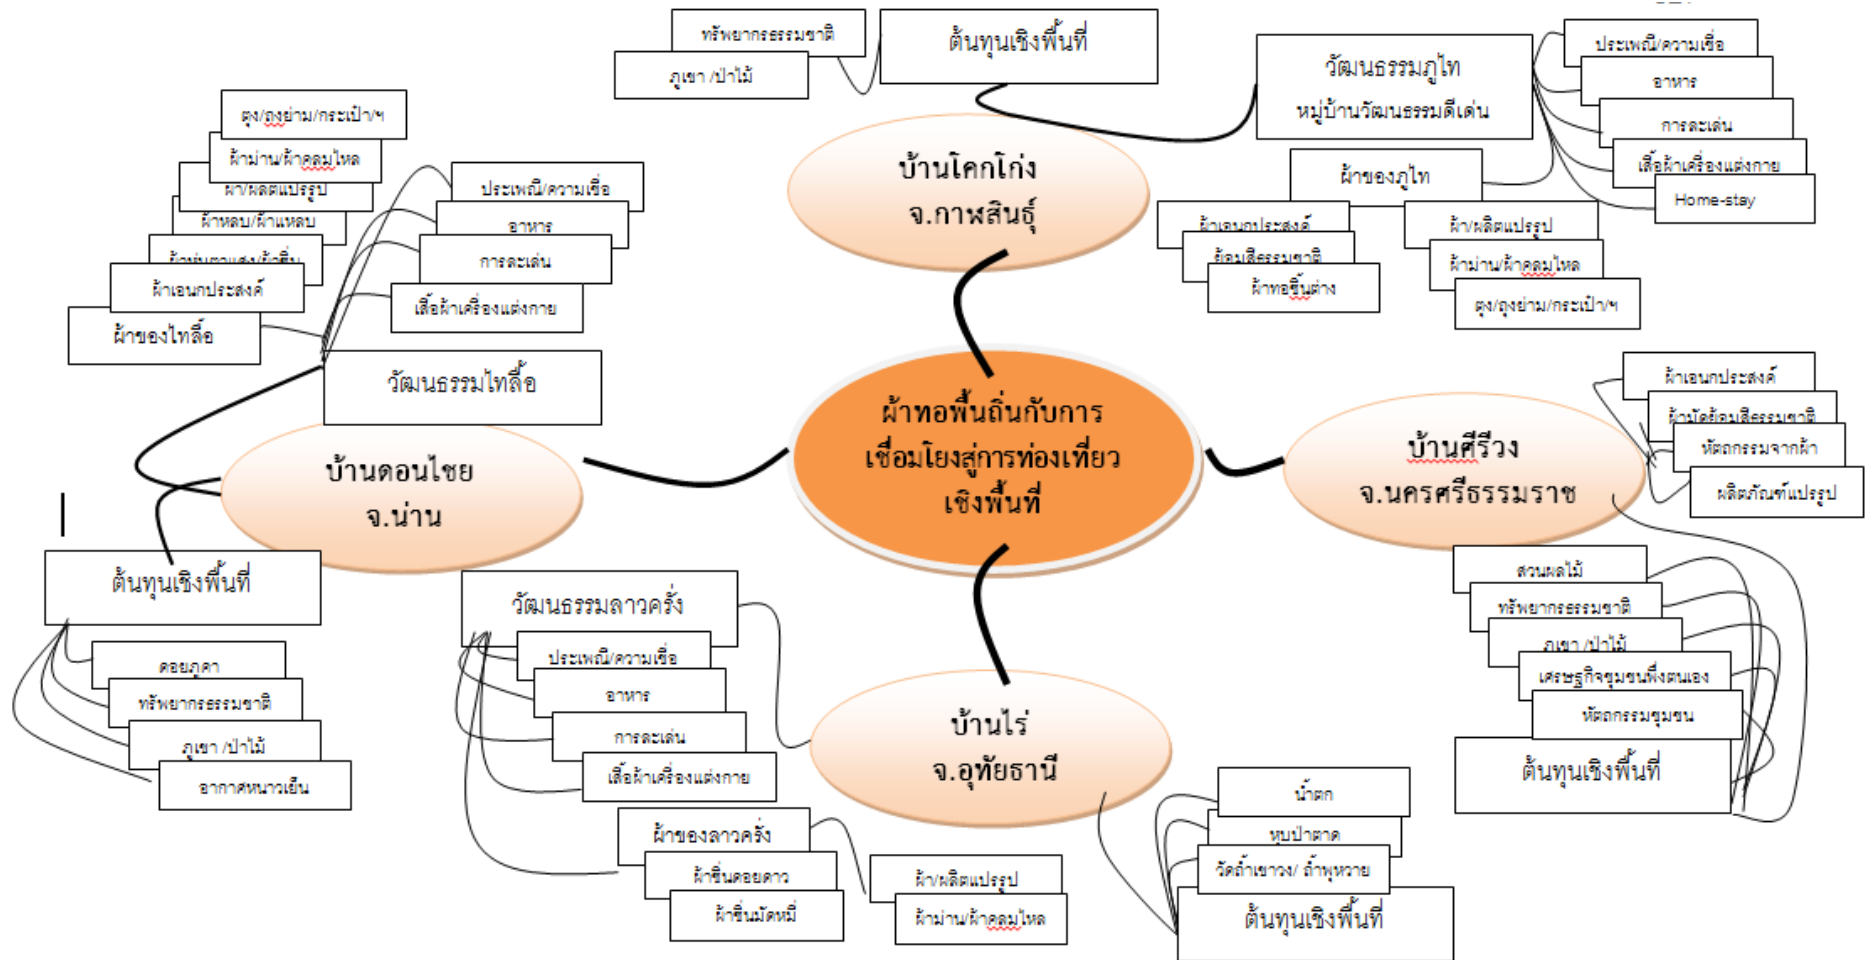 ทรัพยากรธรรมชาติ
ภูเขา /ป่าไม้
ต้นทุนเชิงพื้นที่
วัฒนธรรมภูไท
หมู่บ้านวัฒนธรรมดีเด่น
ประเพณี/ความเชื่อ
อาหาร
การละเล่น
เสื้อผ้าเครื่องแต่งกาย
Home-stay
ผ้าของภูไท
ผ้าเอนกประสงค์
ย้อมสีธรรมชาติ
ผ้าทอชิ้นต่าง
ผ้า/ผลิตแปรรูป
ผ้าม่าน/ผ้าคลุมไหล
ตุง/ถุงย่าม/กระเป๋า/ฯ
บ้านโคกโก่ง
จ.กาฬสินธุ์
ตุง/ถุงย่าม/กระเป๋า/ฯ
ผ้าม่าน/ผ้าคลุมไหล
ผ้า/ผลิตแปรรูป
ผ้าหลบ/ผ้าแหลบ
ผ้าเอนกประสงค์
ผ้าของไทลื้อ
ประเพณี/ความเชื่อ
อาหาร
การละเล่น
เสื้อผ้าเครื่องแต่งกาย
วัฒนธรรมไทลื้อ
บ้านดอนไชย
จ.น่าน
ต้นทุนเชิงพื้นที่
ดอยภูคา
ทรัพยากรธรรมชาติ
ภูเขา /ป่าไม้
อากาศหนาวเย็น
ผ้าทอพื้นถิ่นกับการ
เชื่อมโยงสู่การท่องเที่ยว
เชิงพื้นที่
บ้านศีรีวง
จ.นครศรีธรรมราช
ผ้าเอนกประสงค์
ผ้ามัดย้อมสีธรรมชาติ
หัตถกรรมจากผ้า
ผลิตภัณฑ์แปรรูป
สวนผลไม้
ทรัพยากรธรรมชาติ
ภูเขา /ป่าไม้
เศรษฐกิจชุมชนพึ่งตนเอง
หัตถกรรมชุมชน
ต้นทุนเชิงพื้นที่
วัฒนธรรมลาวครั่ง
ประเพณี/ความเชื่อ
อาหาร
การละเล่น
เสื้อผ้าเครื่องแต่งกาย
ผ้าของลาวครั่ง
ผ้าซิ่นดอยดาว
ผ้าซิ่นมัดหมี่
ผ้า/ผลิตแปรรูป
ผ้าม่าน/ผ้าคลุมไหล
บ้านไร่
จ.อุทัยธานี
น้ำตก
หุบป่าตาด
วัดถ้ำเขาวง/ ถ้ำพุหวาย
ต้นทุนเชิงพื้นที่